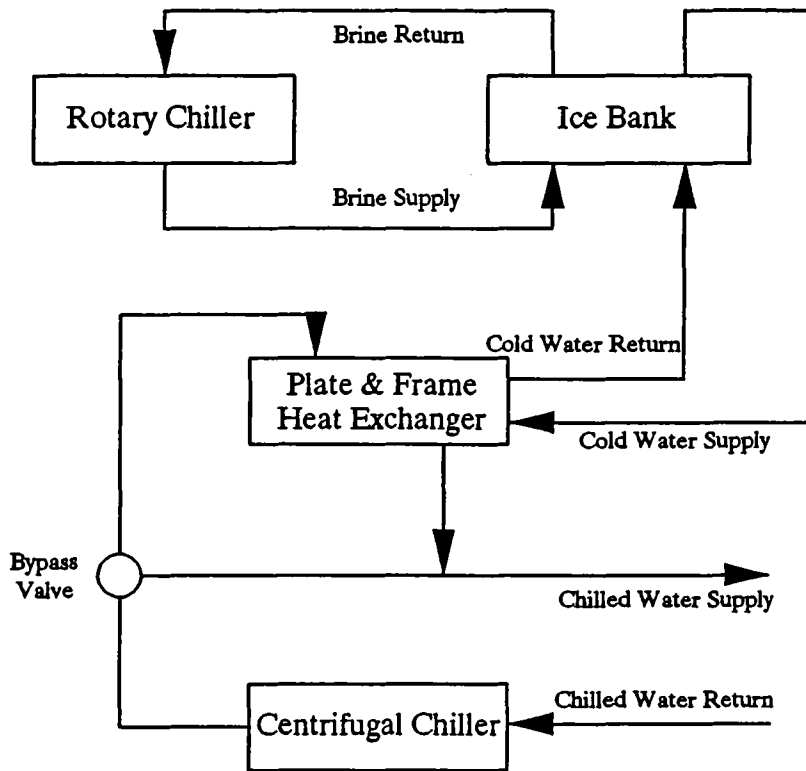 Brine Return
Rotary Chiller
Ice Bank
Brine Supply
Cold Water Return
Plate & Frame
Heat Exchanger
Cold Water Supply
Bypass
Valve
Chilled Water Supply
Chilled Water Return
Centrifugal Chiller